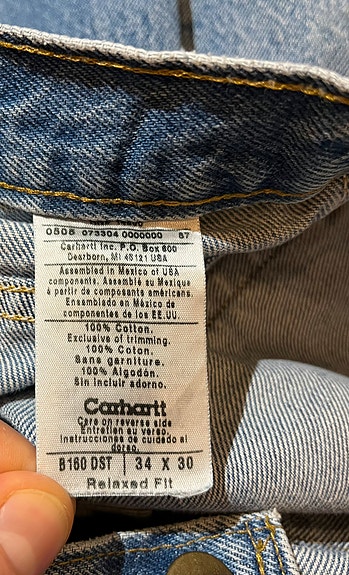 0508 073304 0000000 87
Carhartt Inc. P.O. Box 600
Dearborn, MI 45121 USA
Assembled in Mexico of USA
components. Assemblé au Mexique
à partir de composants américans.
Ensamblado en México de
componentes de los EE.UU.
100% Cotton.
Exclusive of trimming.
100% Coton.
Sans garniture.
100% Algodón.
Sin incluir adorno.
Carhartt
Care on reverse side
Entretien au verso.
Instrucciones de cuidado al
dorso.
B160 DST 34 X 30
Relaxed Fit